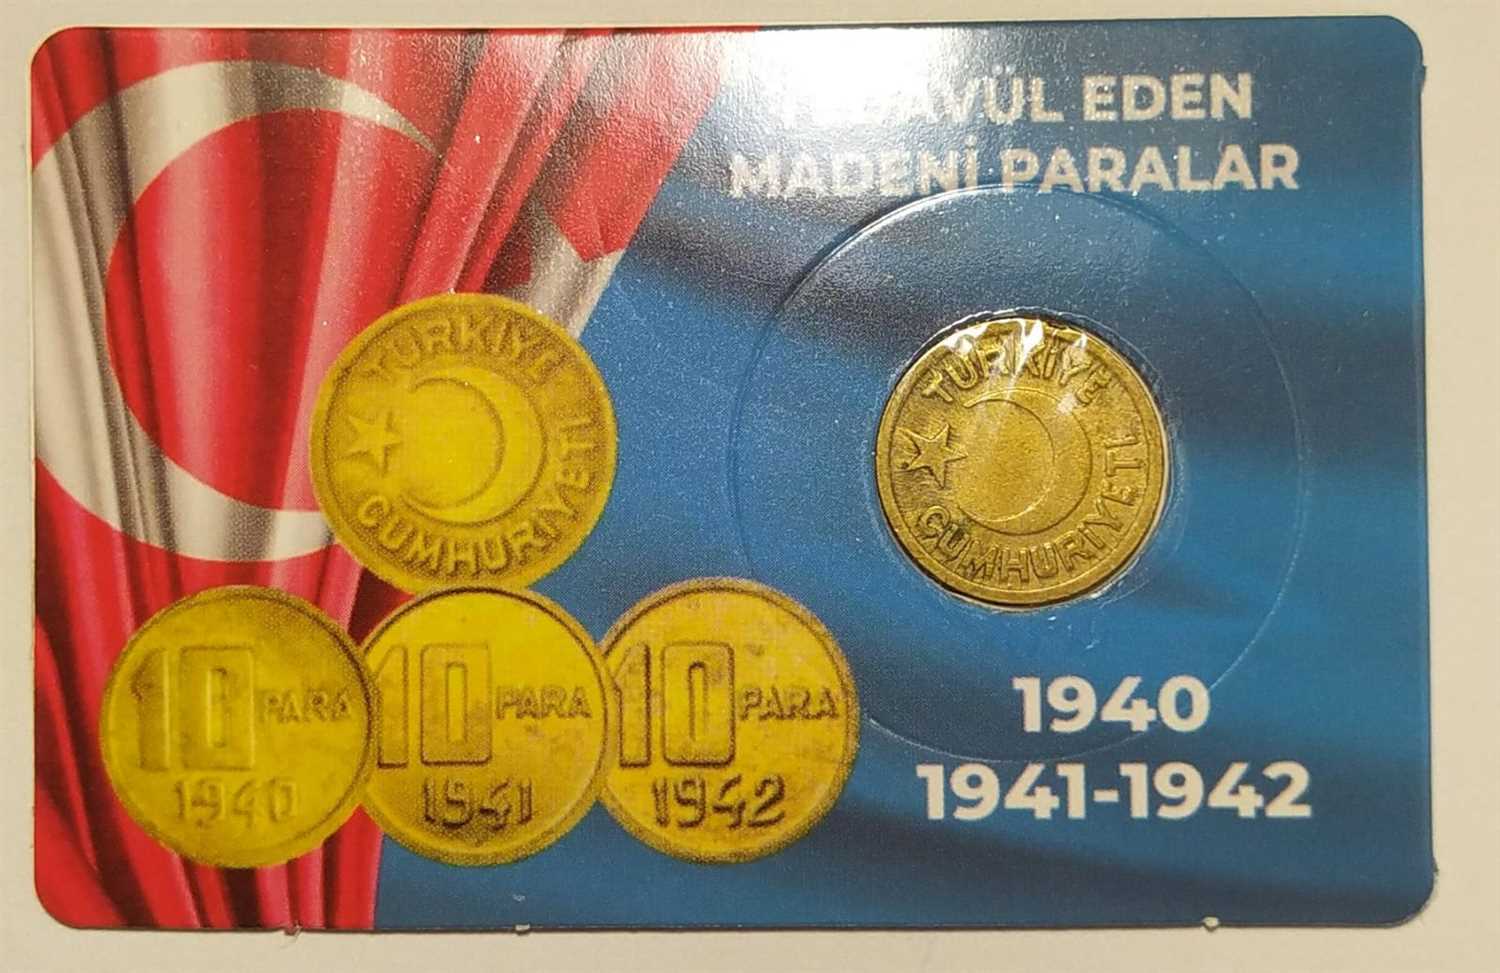 EDEN
MADENİ PARALAR
TÜRKİYE
CUMHURİYETİ
TÜRKİYE
CUMHURİYETİ
10 PARA
1940
10 PARA
1941
10 PARA
1942
1940
1941-1942